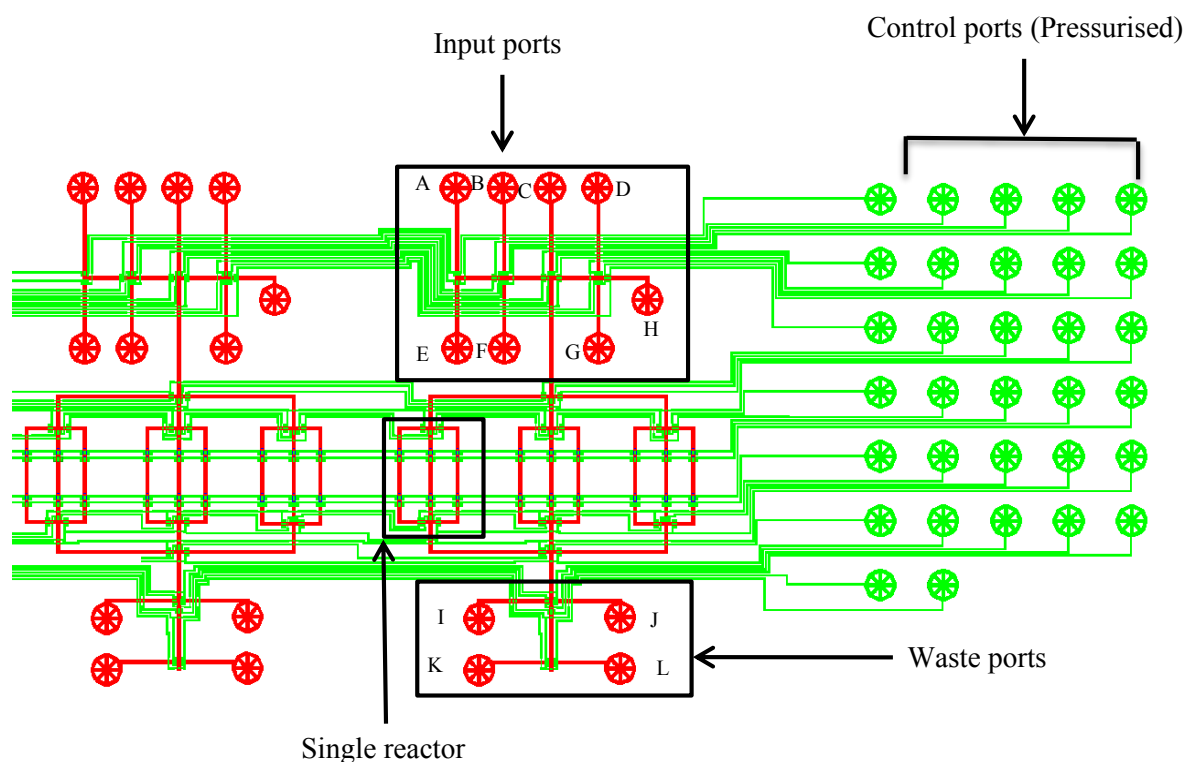 Control ports (Pressurised)
Input ports
A B C D
H
E F G
I J
K L
Waste ports
Single reactor